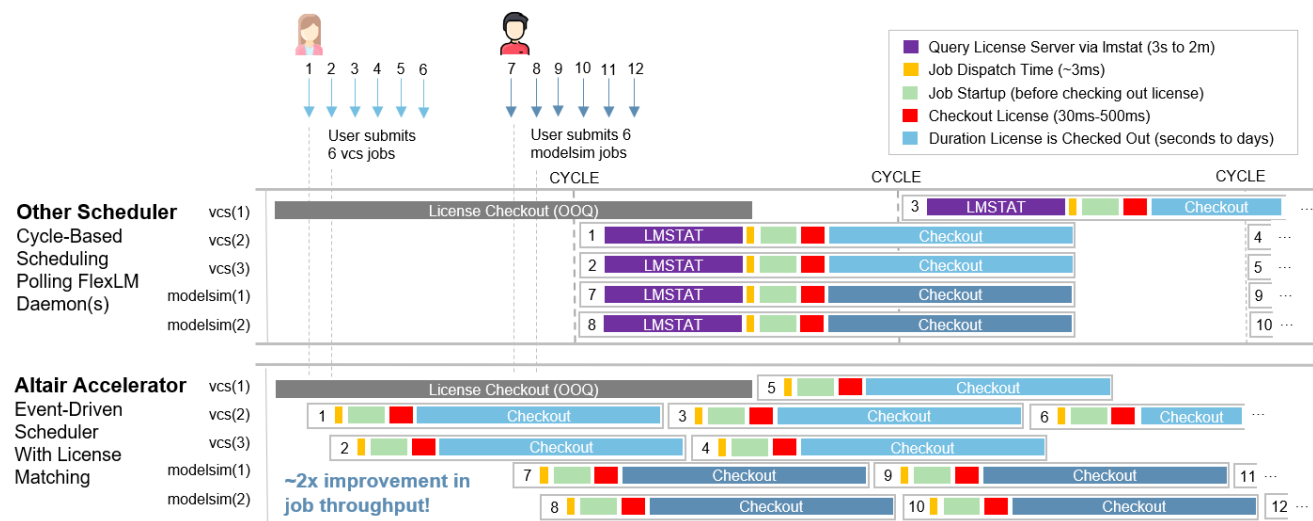 1 2 3 4 5 6
User submits
6 vcs jobs
7 8 9 10 11 12
User submits 6
modelsim jobs
Query License Server via lmstat (3s to 2m)
Job Dispatch Time (~3ms)
Job Startup (before checking out license)
Checkout License (30ms-500ms)
Duration License is Checked Out (seconds to days)
CYCLE CYCLE CYCLE
Other Scheduler
Cycle-Based
Scheduling
Polling FlexLM
Daemon(s)
vcs(1) License Checkout (OOQ) 3 LMSTAT Checkout ...
vcs(2) 1 LMSTAT Checkout 4 ...
vcs(3) 2 LMSTAT Checkout 5 ...
modelsim(1) 7 LMSTAT Checkout 9 ...
modelsim(2) 8 LMSTAT Checkout 10 ...
Altair Accelerator
Event-Driven
Scheduler
With License
Matching
vcs(1) License Checkout (OOQ) 5 Checkout
vcs(2) 1 Checkout 3 Checkout 6 Checkout ...
vcs(3) 2 Checkout 4 Checkout
modelsim(1) 7 Checkout 9 Checkout 11 ...
modelsim(2) 8 Checkout 10 Checkout 12 ...
~2x improvement in
job throughput!